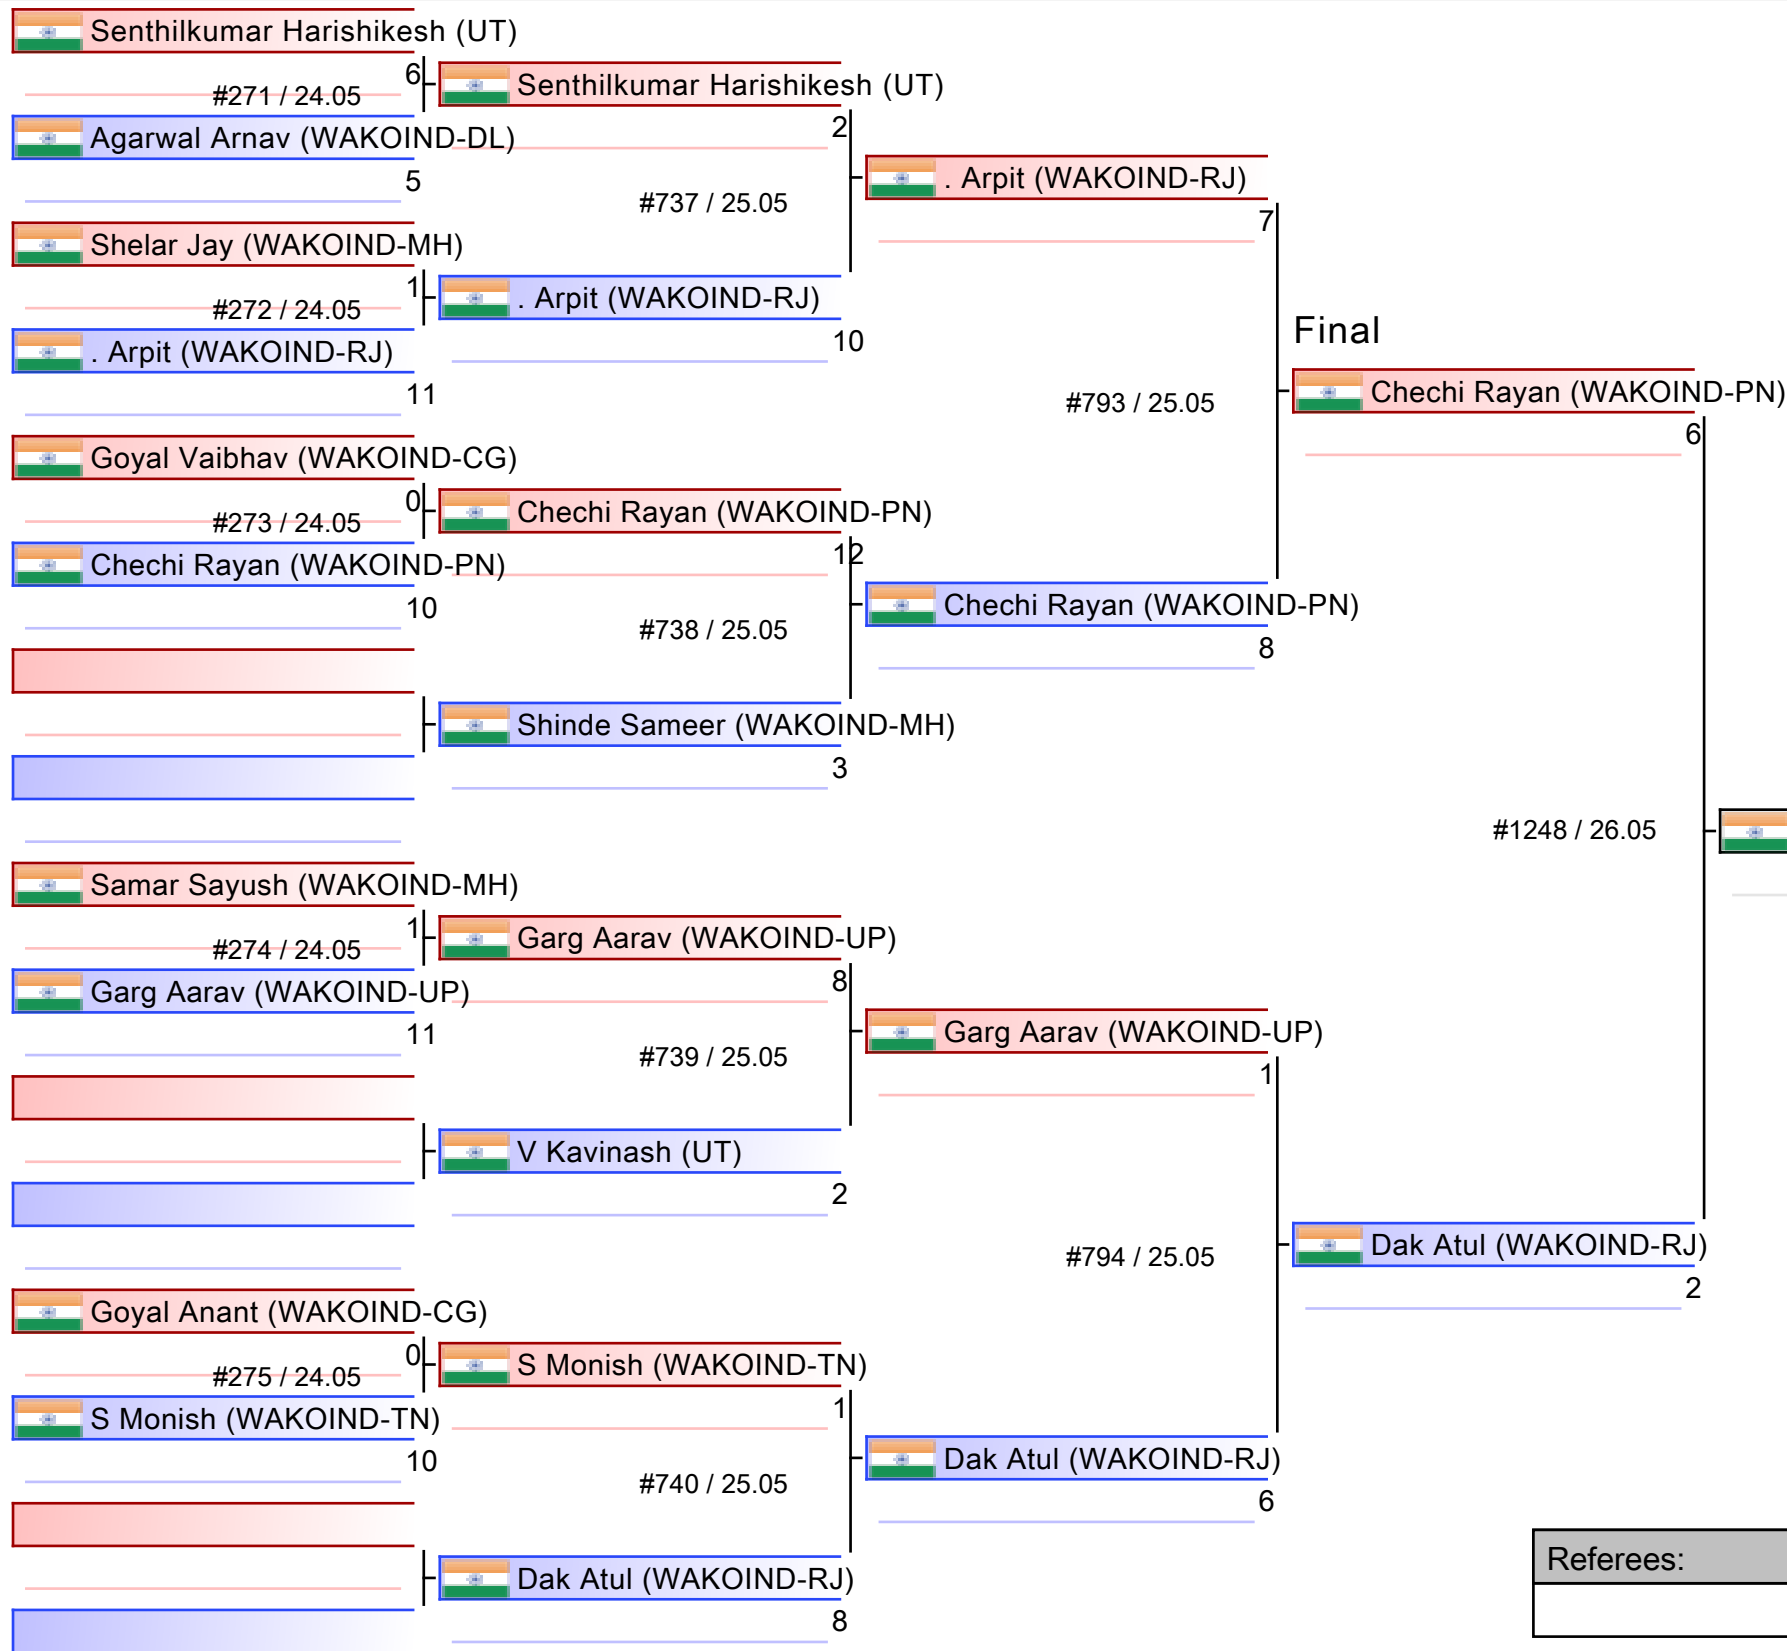 Senthilkumar Harishikesh (UT)
6
#271 / 24.05
Agarwal Arnav (WAKOIND-DL)
5
Shelar Jay (WAKOIND-MH)
1
#272 / 24.05
. Arpit (WAKOIND-RJ)
11
Goyal Vaibhav (WAKOIND-CG)
0
#273 / 24.05
Chechi Rayan (WAKOIND-PN)
10
Samar Sayush (WAKOIND-MH)
1
#274 / 24.05
Garg Aarav (WAKOIND-UP)
11
Goyal Anant (WAKOIND-CG)
0
#275 / 24.05
S Monish (WAKOIND-TN)
10
Senthilkumar Harishikesh (UT)
2
#737 / 25.05
. Arpit (WAKOIND-RJ)
10
Chechi Rayan (WAKOIND-PN)
12
#738 / 25.05
Shinde Sameer (WAKOIND-MH)
3
Garg Aarav (WAKOIND-UP)
8
#739 / 25.05
V Kavinash (UT)
2
S Monish (WAKOIND-TN)
1
#740 / 25.05
Dak Atul (WAKOIND-RJ)
8
. Arpit (WAKOIND-RJ)
7
#793 / 25.05
Chechi Rayan (WAKOIND-PN)
8
Garg Aarav (WAKOIND-UP)
1
#794 / 25.05
Dak Atul (WAKOIND-RJ)
6
Final
Chechi Rayan (WAKOIND-PN)
6
#1248 / 26.05
Dak Atul (WAKOIND-RJ)
2
Referees: